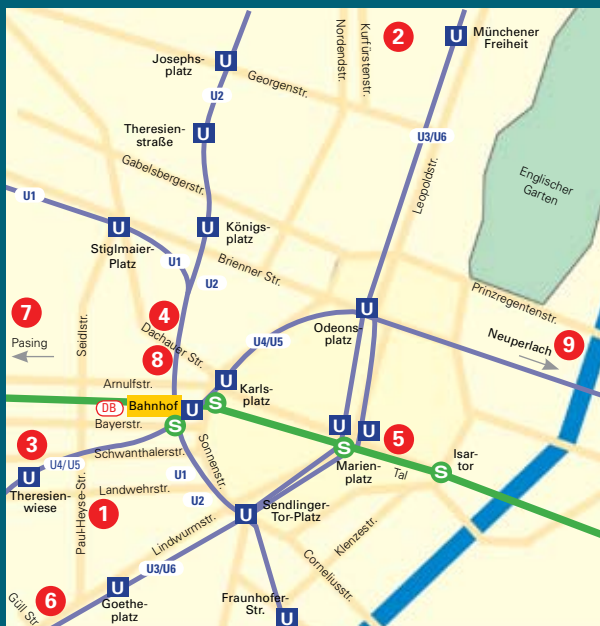 Josephs-
platz
U
Georgenstr.
U2
Nordendstr.
Kurfürstenstr.
2
U
Münchener
Freiheit
Theresien-
straße
U
U3/U6
Gabelsbergerstr.
Leopoldstr.
Englischer
Garten
U1
U
Stiglmaier-
Platz
U
Königs-
platz
U1
U2
Brienner Str.
Prinzregentenstr.
7
Pasing
Seidlstr.
4
Dachauer Str.
8
U4/U5
U
Odeons-
platz
Neuperlach
9
Arnulfstr.
U
Karls-
platz
DB
Bahnhof
U
S
Bayerstr.
S
3
U4/U5
Schwanthalerstr.
Sonnenstr.
U
U
5
S
Marien-
platz
Tal
Isar-
tor
S
U
Theresien-
wiese
Landwehrstr.
U1
U2
Paul-Heyse-Str.
1
U
Sendlinger-
Tor-Platz
Lindwurmstr.
Klenzestr.
Corneliusstr.
U3/U6
6
Güll Str
U
Goethe-
platz
Fraunhofer-
Str.
U